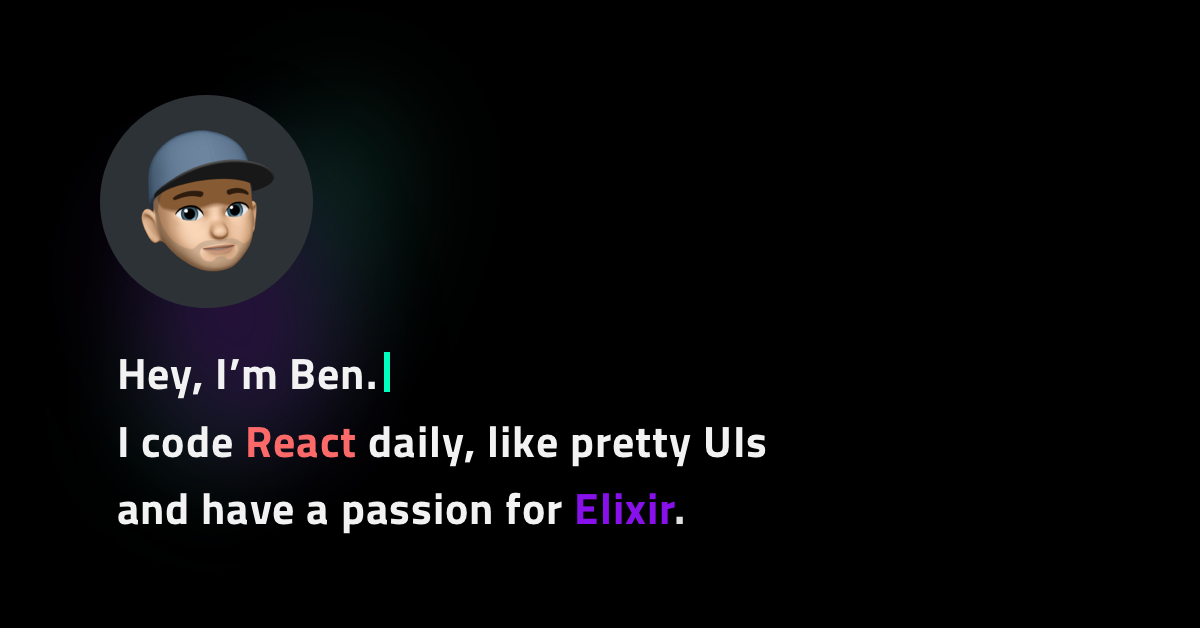 Hey, I’m Ben.
I code React daily, like pretty UIs
and have a passion for Elixir.